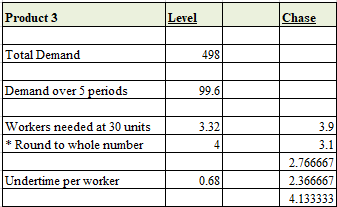 Product 3 Level Chase
Total Demand 498
Demand over 5 periods 99.6
Workers needed at 30 units 3.32 3.9
* Round to whole number 4 3.1
2.766667
Undertime per worker 0.68 2.366667
4.133333